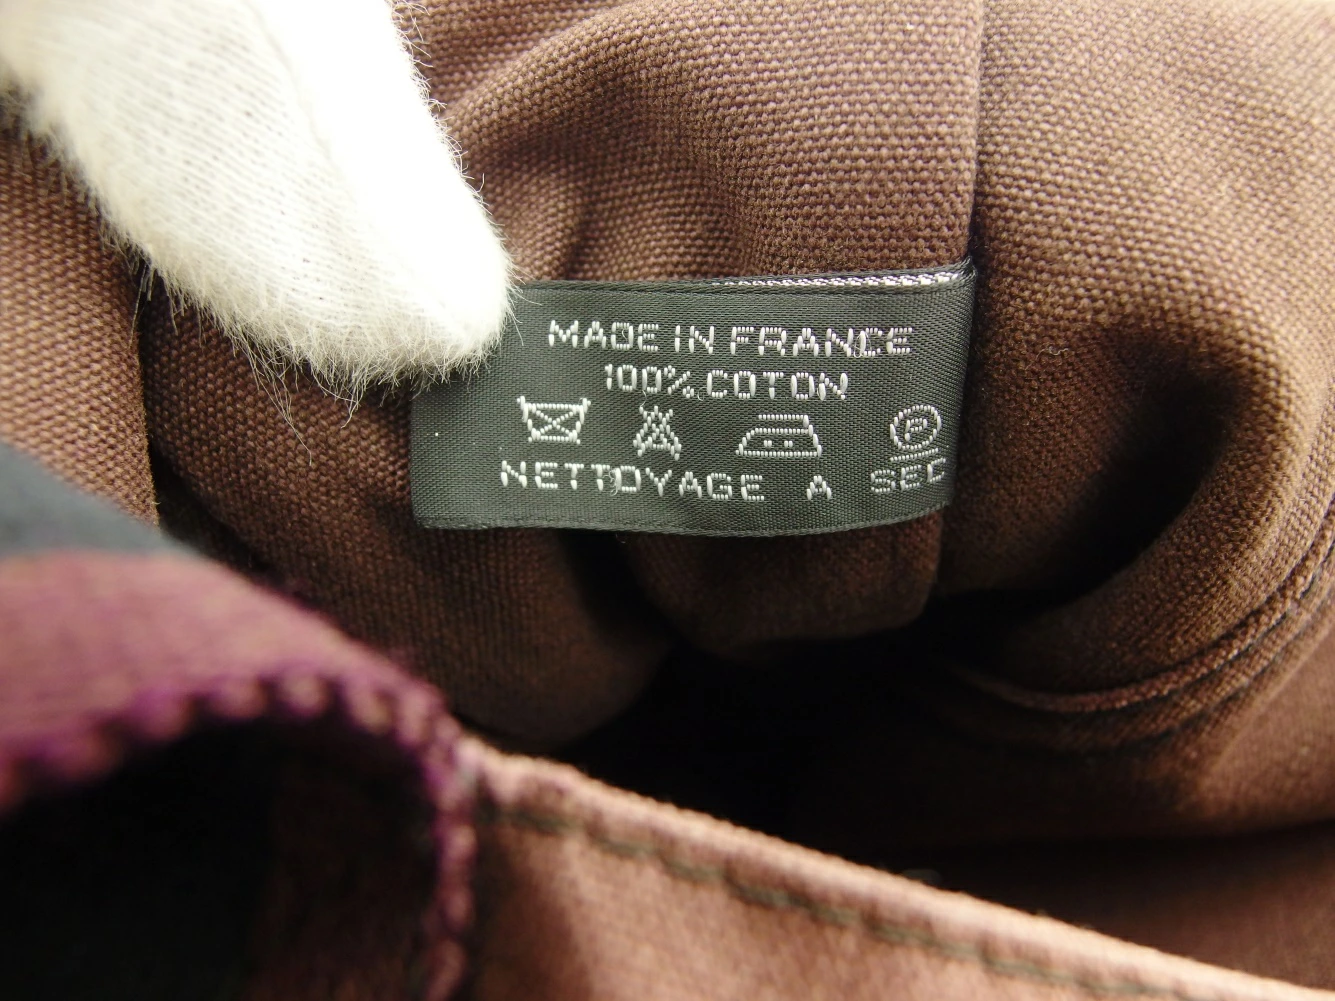 MADE IN FRANCE
100% COTON
P
NETTOYAGE A SEC